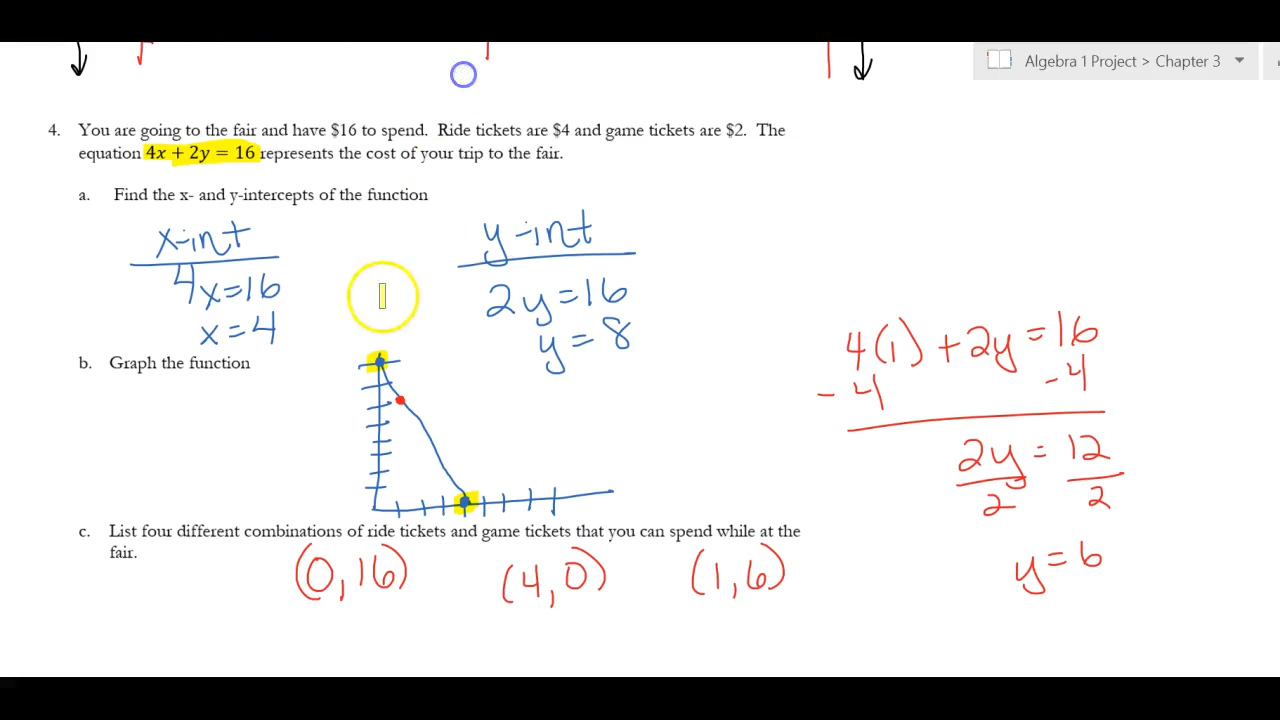 Algebra 1 Project > Chapter 3
4. You are going to the fair and have $16 to spend. Ride tickets are $4 and game tickets are $2. The
equation 4x + 2y = 16 represents the cost of your trip to the fair.
a. Find the x- and y-intercepts of the function
x-int
4x=16
x=4
y-int
2y=16
y=8
4(1) + 2y = 16
-4 -4
2y = 12
2 2
y=6
b. Graph the function
c. List four different combinations of ride tickets and game tickets that you can spend while at the
fair.
(0,16) (4,0) (1,6)